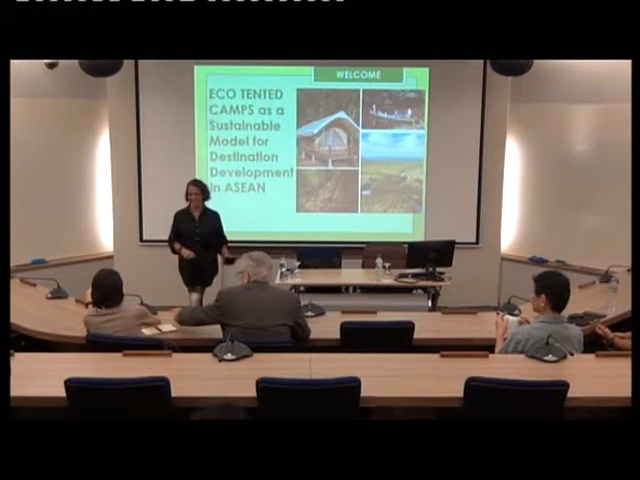 WELCOME
ECO TENTED
CAMPS as a
Sustainable
Model for
Destination
Development
in ASEAN